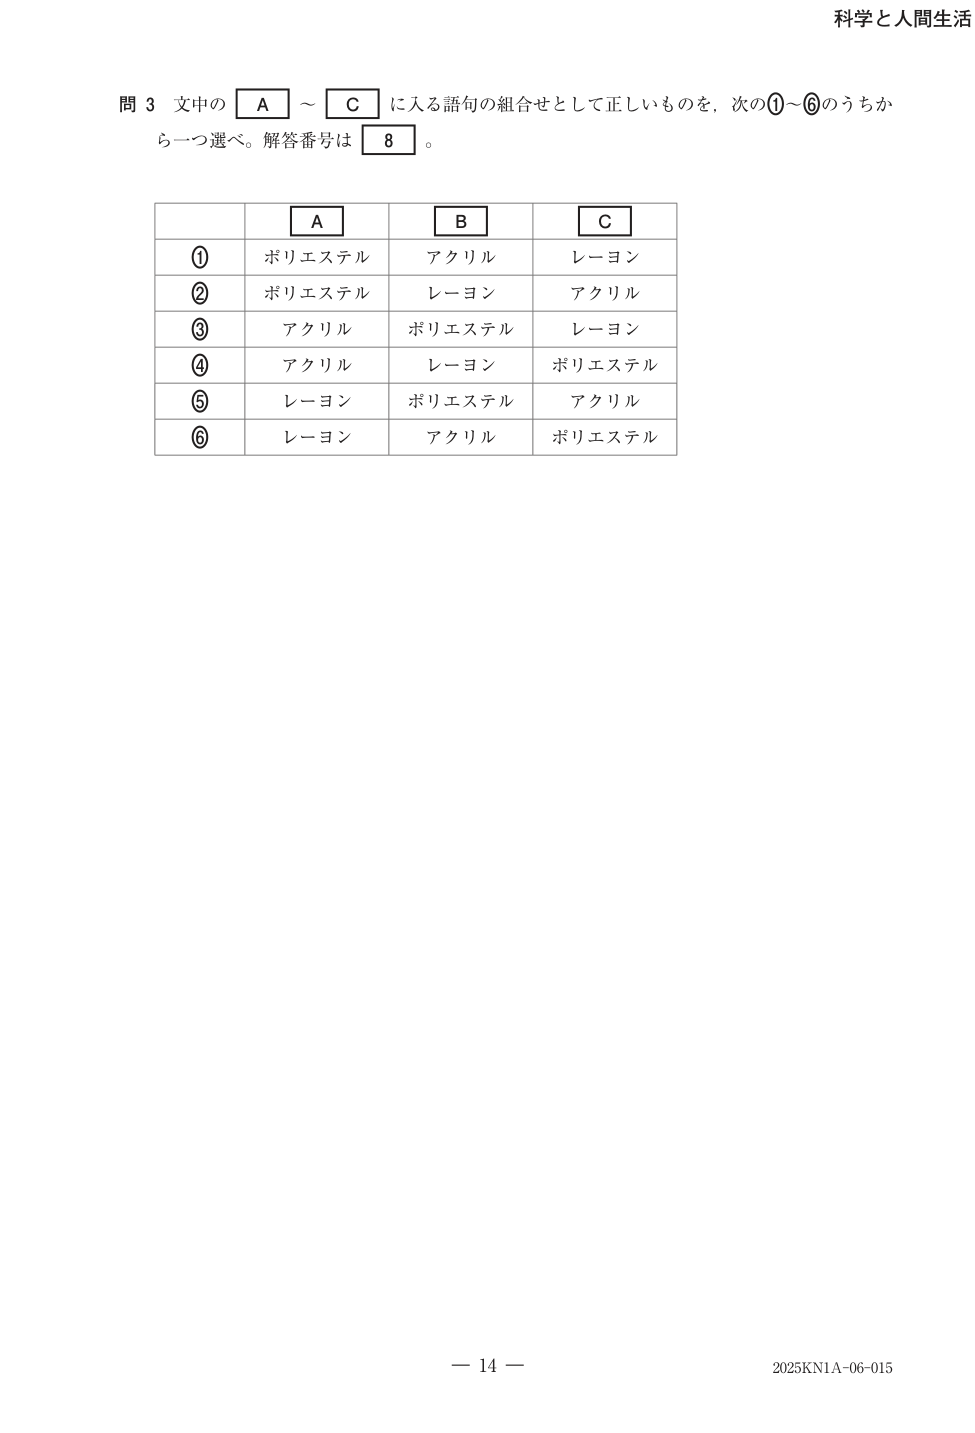 科学と人間生活
問 3 文中の A ～ C に入る語句の組合せとして正しいものを，次の①～⑥のうちか
ら一つ選べ。解答番号は 8 。
A B C
① ポリエステル アクリル レーヨン
② ポリエステル レーヨン アクリル
③ アクリル ポリエステル レーヨン
④ アクリル レーヨン ポリエステル
⑤ レーヨン ポリエステル アクリル
⑥ レーヨン アクリル ポリエステル
— 14 —
2025KN1A-06-015